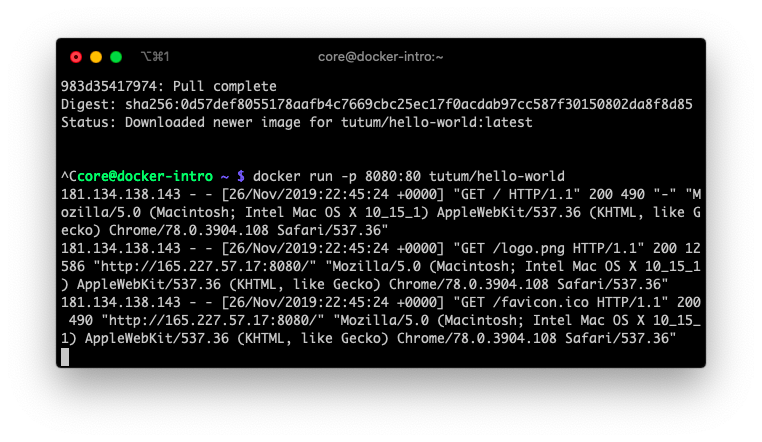 ⌥⌘1
core@docker-intro:~
983d35417974: Pull complete
Digest: sha256:0d57def8055178aafb4c7669cbc25ec17f0acdab97cc587f30150802da8f8d85
Status: Downloaded newer image for tutum/hello-world:latest
^Ccore@docker-intro ~ $ docker run -p 8080:80 tutum/hello-world
181.134.138.143 - - [26/Nov/2019:22:45:24 +0000] "GET / HTTP/1.1" 200 490 "-" "M
ozilla/5.0 (Macintosh; Intel Mac OS X 10_15_1) AppleWebKit/537.36 (KHTML, like G
ecko) Chrome/78.0.3904.108 Safari/537.36"
181.134.138.143 - - [26/Nov/2019:22:45:24 +0000] "GET /logo.png HTTP/1.1" 200 12
586 "http://165.227.57.17:8080/" "Mozilla/5.0 (Macintosh; Intel Mac OS X 10_15_1
) AppleWebKit/537.36 (KHTML, like Gecko) Chrome/78.0.3904.108 Safari/537.36"
181.134.138.143 - - [26/Nov/2019:22:45:24 +0000] "GET /favicon.ico HTTP/1.1" 200
 490 "http://165.227.57.17:8080/" "Mozilla/5.0 (Macintosh; Intel Mac OS X 10_15_
1) AppleWebKit/537.36 (KHTML, like Gecko) Chrome/78.0.3904.108 Safari/537.36"